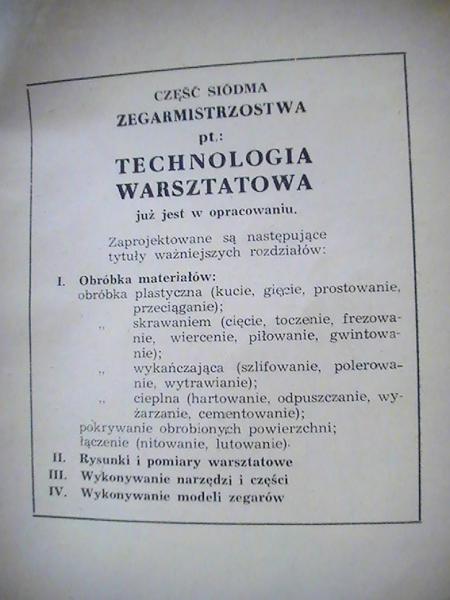 CZĘŚĆ SIÓDMA
ZEGARMISTRZOSTWA
pt.:
TECHNOLOGIA
WARSZTATOWA
już jest w opracowaniu.
Zaprojektowane są następujące
tytuły ważniejszych rozdziałów:
I. Obróbka materiałów:
obróbka plastyczna (kucie, gięcie, prostowanie,
przeciąganie);
„ skrawaniem (cięcie, toczenie, frezowa-
nie, wiercenie, piłowanie, gwintowa-
nie);
„ wykańczająca (szlifowanie, polerowa-
nie, wytrawianie);
„ cieplna (hartowanie, odpuszczanie, wy-
żarzanie, cementowanie);
pokrywanie obrobionych powierzchni;
łączenie (nitowanie, lutowanie).
II. Rysunki i pomiary warsztatowe
III. Wykonywanie narzędzi i części
IV. Wykonywanie modeli zegarów